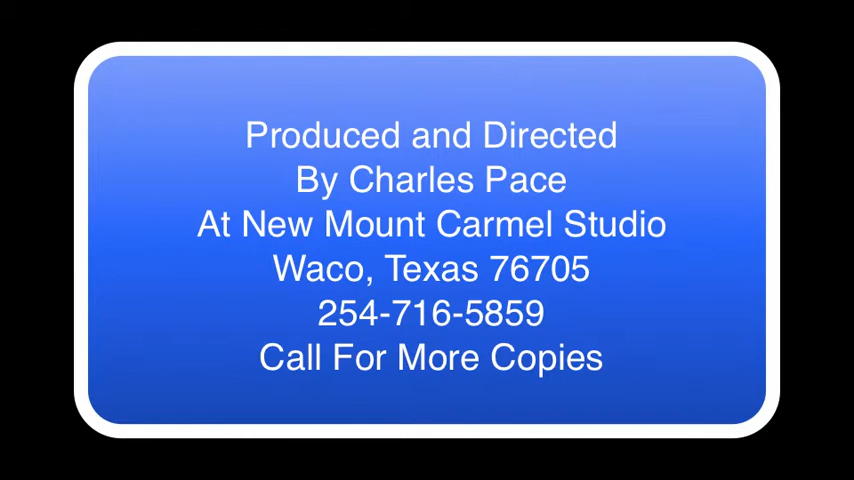 Produced and Directed
By Charles Pace
At New Mount Carmel Studio
Waco, Texas 76705
254-716-5859
Call For More Copies